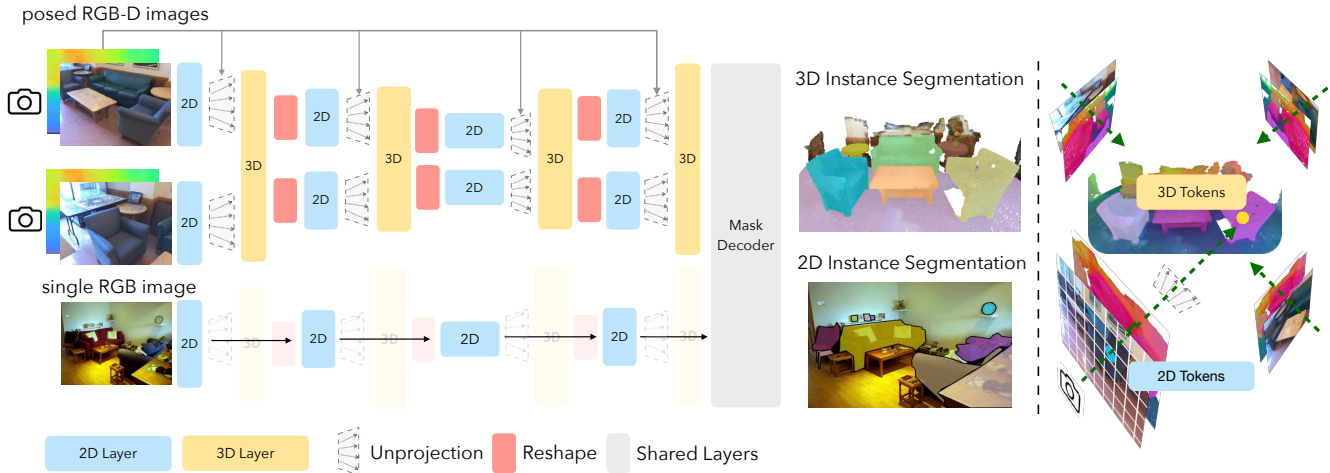 posed RGB-D images
2D
2D
3D
2D
2D
3D
2D
2D
3D
2D
2D
3D
Mask
Decoder
single RGB image
2D
3D
2D
3D
2D
3D
2D
3D
2D Layer
3D Layer
Unprojection
Reshape
Shared Layers
3D Instance Segmentation
2D Instance Segmentation
3D Tokens
2D Tokens